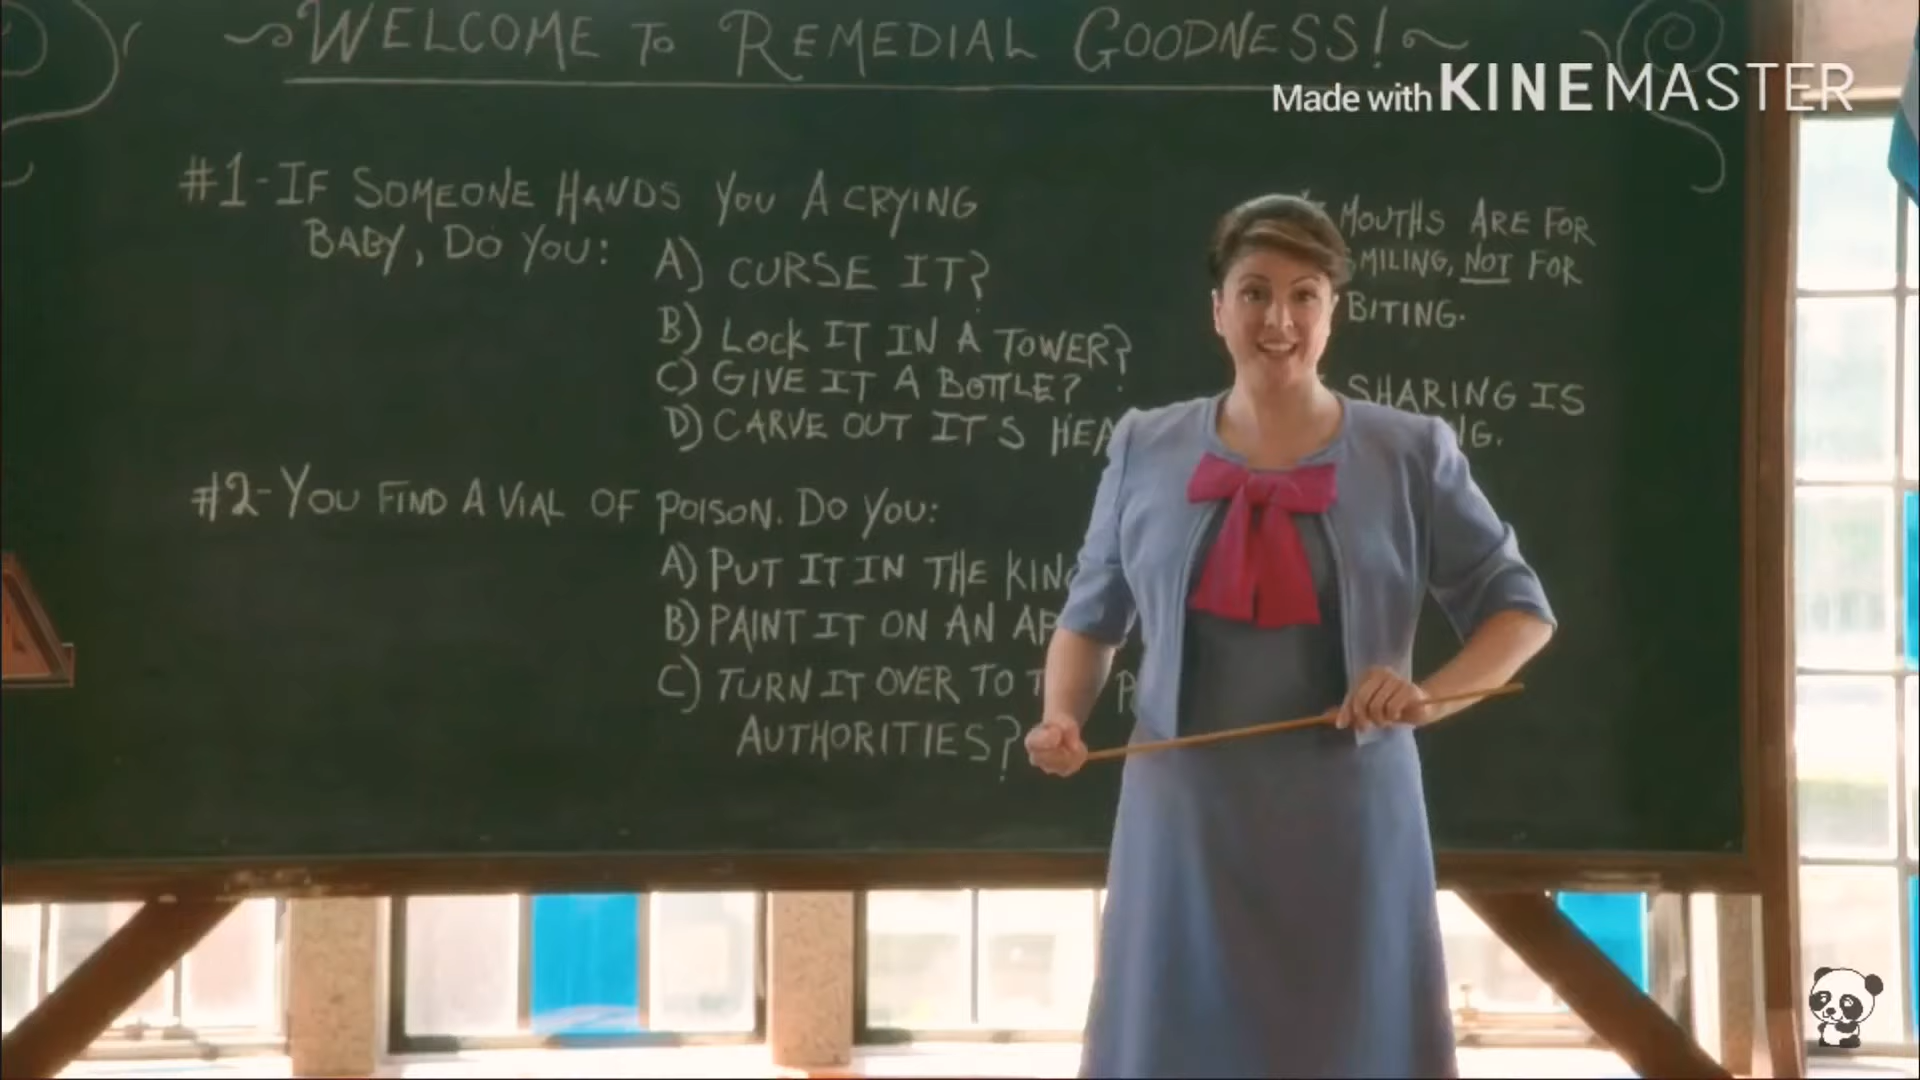 WELCOME TO REMEDIAL GOODNESS!
Made with KINEMASTER
#1-IF SOMEONE HANDS YOU A CRYING
BABY, DO YOU:
A) CURSE IT?
B) LOCK IT IN A TOWER?
C) GIVE IT A BOTTLE?
D) CARVE OUT IT'S
#2-YOU FIND A VIAL OF POISON. DO YOU:
A) PUT IT IN THE
B) PAINT IT ON AN
C) TURN IT OVER TO
AUTHORITIES?
MOUTHS ARE FOR
SMILING, NOT FOR
BITING.
SHARING IS